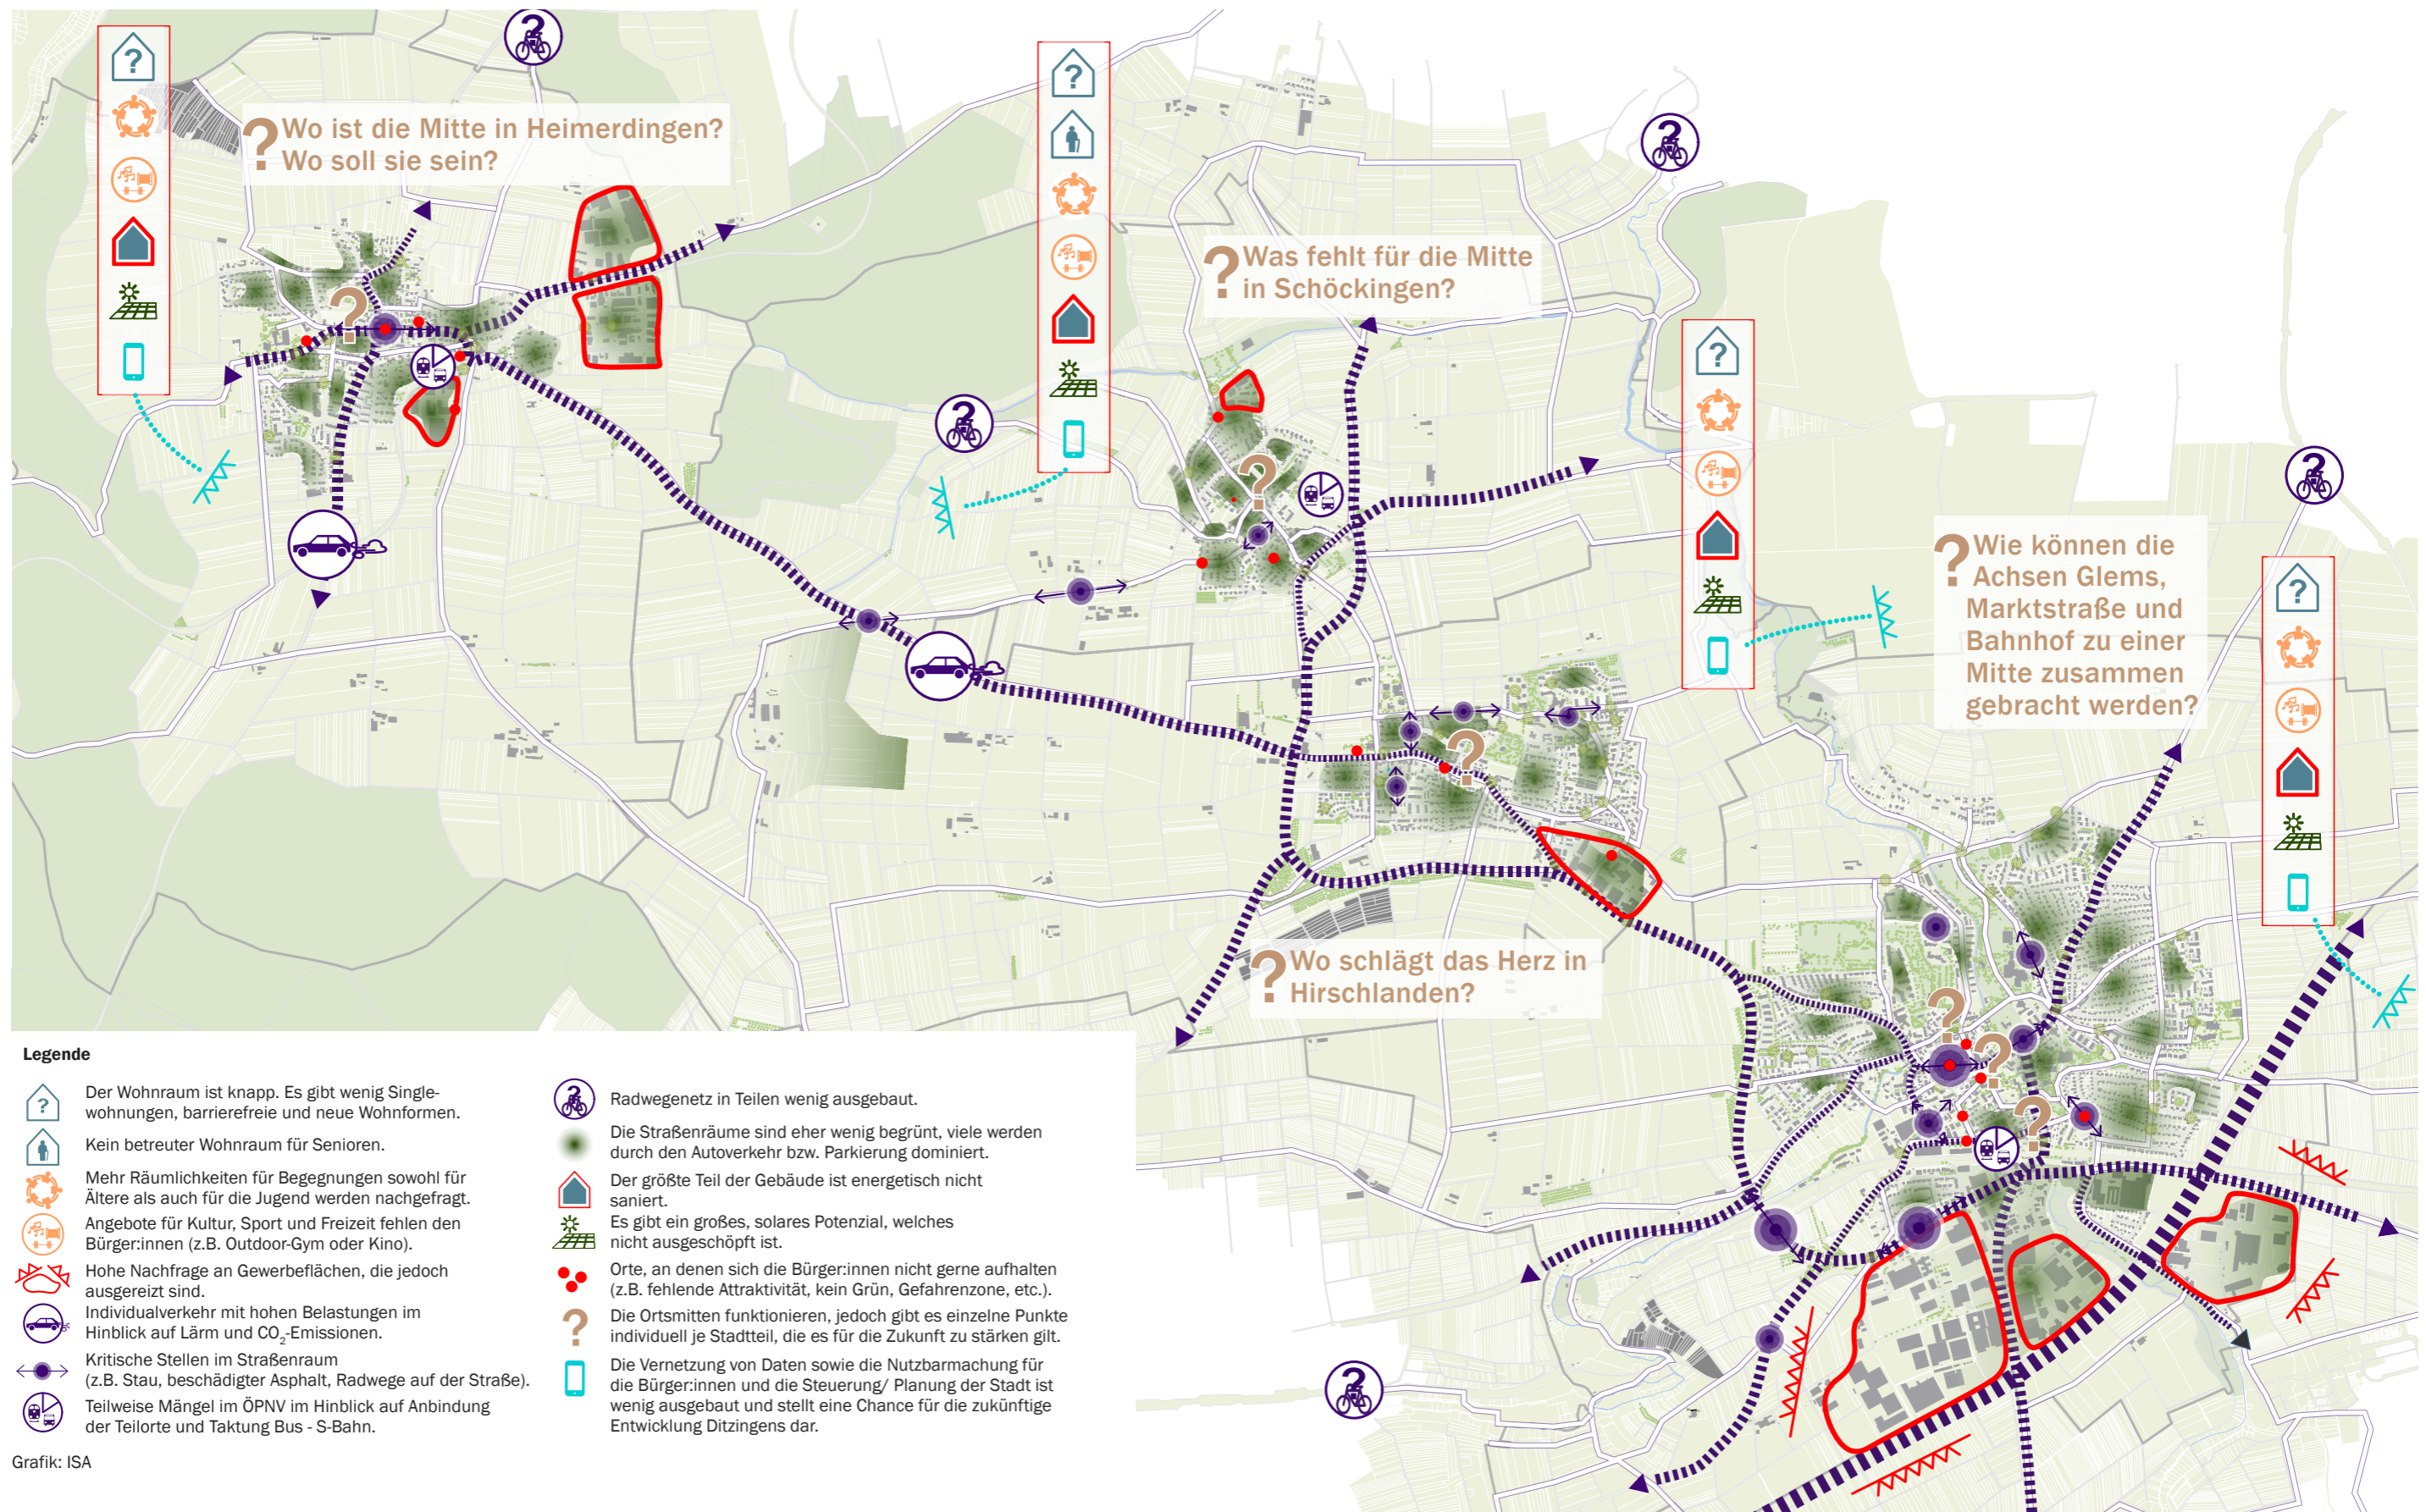 Wo ist die Mitte in Heimerdingen?
Wo soll sie sein?
Was fehlt für die Mitte
in Schöckingen?
Wie können die
Achsen Glems,
Marktstraße und
Bahnhof zu einer
Mitte zusammen
gebracht werden?
Wo schlägt das Herz in
Hirschlanden?
Legende
Der Wohnraum ist knapp. Es gibt wenig Single-
wohnungen, barrierefreie und neue Wohnformen.
Kein betreuter Wohnraum für Senioren.
Mehr Räumlichkeiten für Begegnungen sowohl für
Ältere als auch für die Jugend werden nachgefragt.
Angebote für Kultur, Sport und Freizeit fehlen den
Bürger:innen (z.B. Outdoor-Gym oder Kino).
Hohe Nachfrage an Gewerbeflächen, die jedoch
ausgereizt sind.
Individualverkehr mit hohen Belastungen im
Hinblick auf Lärm und CO₂-Emissionen.
Kritische Stellen im Straßenraum
(z.B. Stau, beschädigter Asphalt, Radwege auf der Straße).
Teilweise Mängel im ÖPNV im Hinblick auf Anbindung
der Teilorte und Taktung Bus - S-Bahn.
Radwegenetz in Teilen wenig ausgebaut.
Die Straßenräume sind eher wenig begrünt, viele werden
durch den Autoverkehr bzw. Parkierung dominiert.
Der größte Teil der Gebäude ist energetisch nicht
saniert.
Es gibt ein großes, solares Potenzial, welches
nicht ausgeschöpft ist.
Orte, an denen sich die Bürger:innen nicht gerne aufhalten
(z.B. fehlende Attraktivität, kein Grün, Gefahrenzone, etc.).
Die Ortsmitten funktionieren, jedoch gibt es einzelne Punkte
individuell je Stadtteil, die es für die Zukunft zu stärken gilt.
Die Vernetzung von Daten sowie die Nutzbarmachung für
die Bürger:innen und die Steuerung/ Planung der Stadt ist
wenig ausgebaut und stellt eine Chance für die zukünftige
Entwicklung Ditzingens dar.
Grafik: ISA